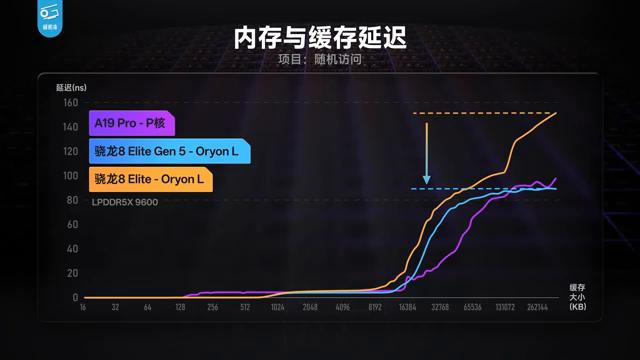 极客湾
内存与缓存延迟
项目：随机访问
延迟(ns)
160
140
120
100
80
60
40
20
0
A19 Pro - P核
骁龙8 Elite Gen 5 - Oryon L
骁龙8 Elite - Oryon L
LPDDR5X 9600
16 32 64 128 256 512 1024 2048 4096 8192 16384 32768 65536 131072 262144
缓存
大小
(KB)